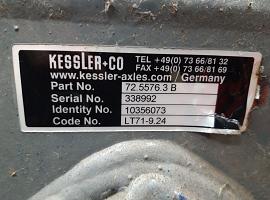 KESSLER+CO TEL +49(0) 73 66/81 32
FAX +49(0) 73 66/81 69
www.kessler-axles.com / Germany
Part No. 72.5576.3 B
Serial No. 338992
Identity No. 10356073
Code No. LT71-9.24